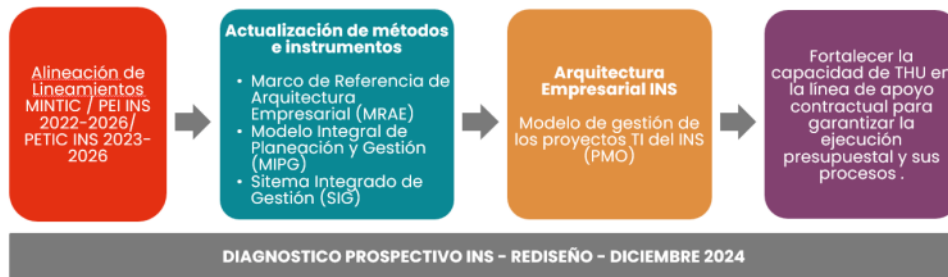 Alineación de
Lineamientos
MINTIC / PEI INS
2022-2026/
PETIC INS 2023-
2026
Actualización de métodos
e instrumentos
• Marco de Referencia de
Arquitectura
Empresarial (MRAE)
• Modelo Integral de
Planeación y Gestión
(MIPG)
• Sitema Integrado de
Gestión (SIG)
Arquitectura
Empresarial INS
Modelo de gestión de
los proyectos TI del INS
(PMO)
Fortalecer la
capacidad de THU en
la línea de apoyo
contractual para
garantizar la
ejecución
presupuestal y sus
procesos .
DIAGNOSTICO PROSPECTIVO INS - REDISEÑO - DICIEMBRE 2024